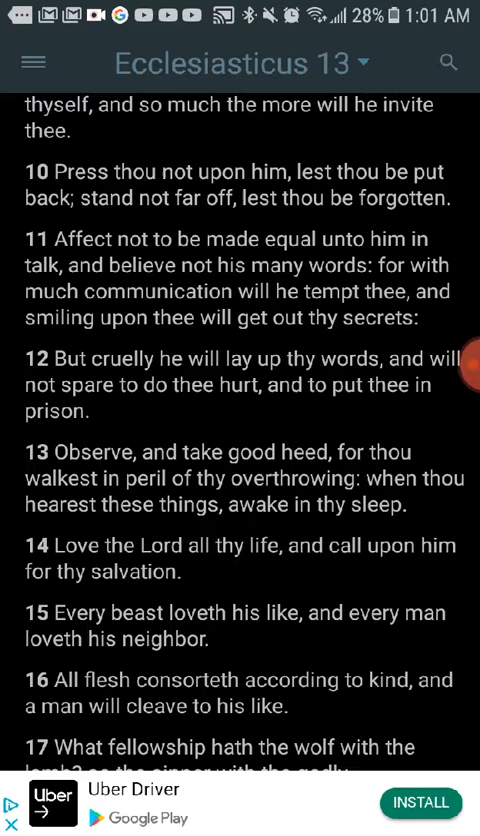 28% 1:01 AM
Ecclesiasticus 13
thyself, and so much the more will he invite
thee.
10 Press thou not upon him, lest thou be put
back; stand not far off, lest thou be forgotten.
11 Affect not to be made equal unto him in
talk, and believe not his many words: for with
much communication will he tempt thee, and
smiling upon thee will get out thy secrets:
12 But cruelly he will lay up thy words, and will
not spare to do thee hurt, and to put thee in
prison.
13 Observe, and take good heed, for thou
walkest in peril of thy overthrowing: when thou
hearest these things, awake in thy sleep.
14 Love the Lord all thy life, and call upon him
for thy salvation.
15 Every beast loveth his like, and every man
loveth his neighbor.
16 All flesh consorteth according to kind, and
a man will cleave to his like.
17 What fellowship hath the wolf with the
lamb? so the sinner with the godly.
Uber
Uber Driver
Google Play
INSTALL